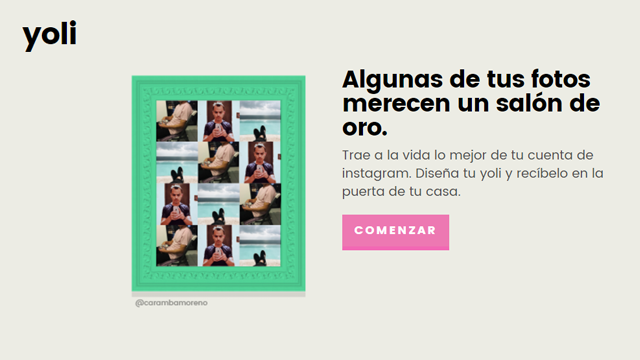 yoli
Algunas de tus fotos
merecen un salón de
oro.
Trae a la vida lo mejor de tu cuenta de
instagram. Diseña tu yoli y recíbelo en la
puerta de tu casa.
COMENZAR
@carambamoreno